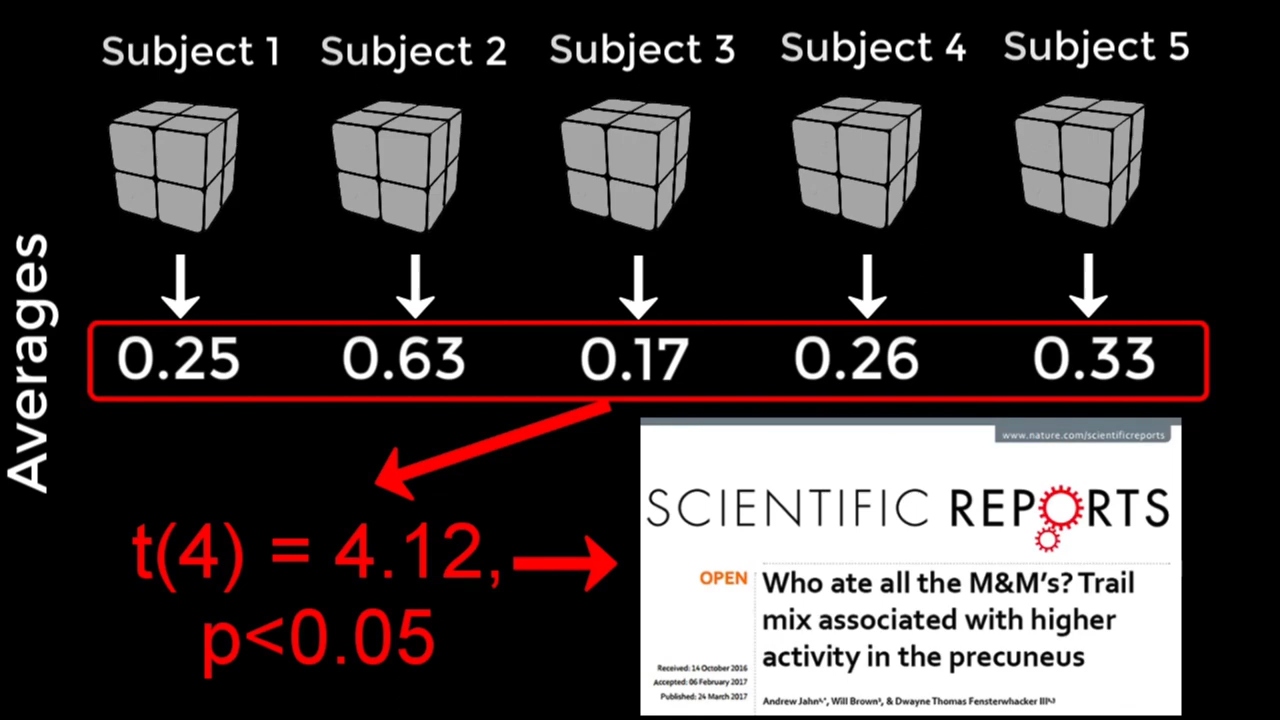 Subject 1 Subject 2 Subject 3 Subject 4 Subject 5
Averages
0.25 0.63 0.17 0.26 0.33
t(4) = 4.12,
p<0.05
www.nature.com/scientificreports
SCIENTIFIC REPORTS
OPEN
Who ate all the M&M's? Trail
mix associated with higher
activity in the precuneus
Received: 14 October 2016
Accepted: 06 February 2017
Published: 24 March 2017
Andrew Jahn, Will Brown, & Dwayne Thomas Fensterwhacker III